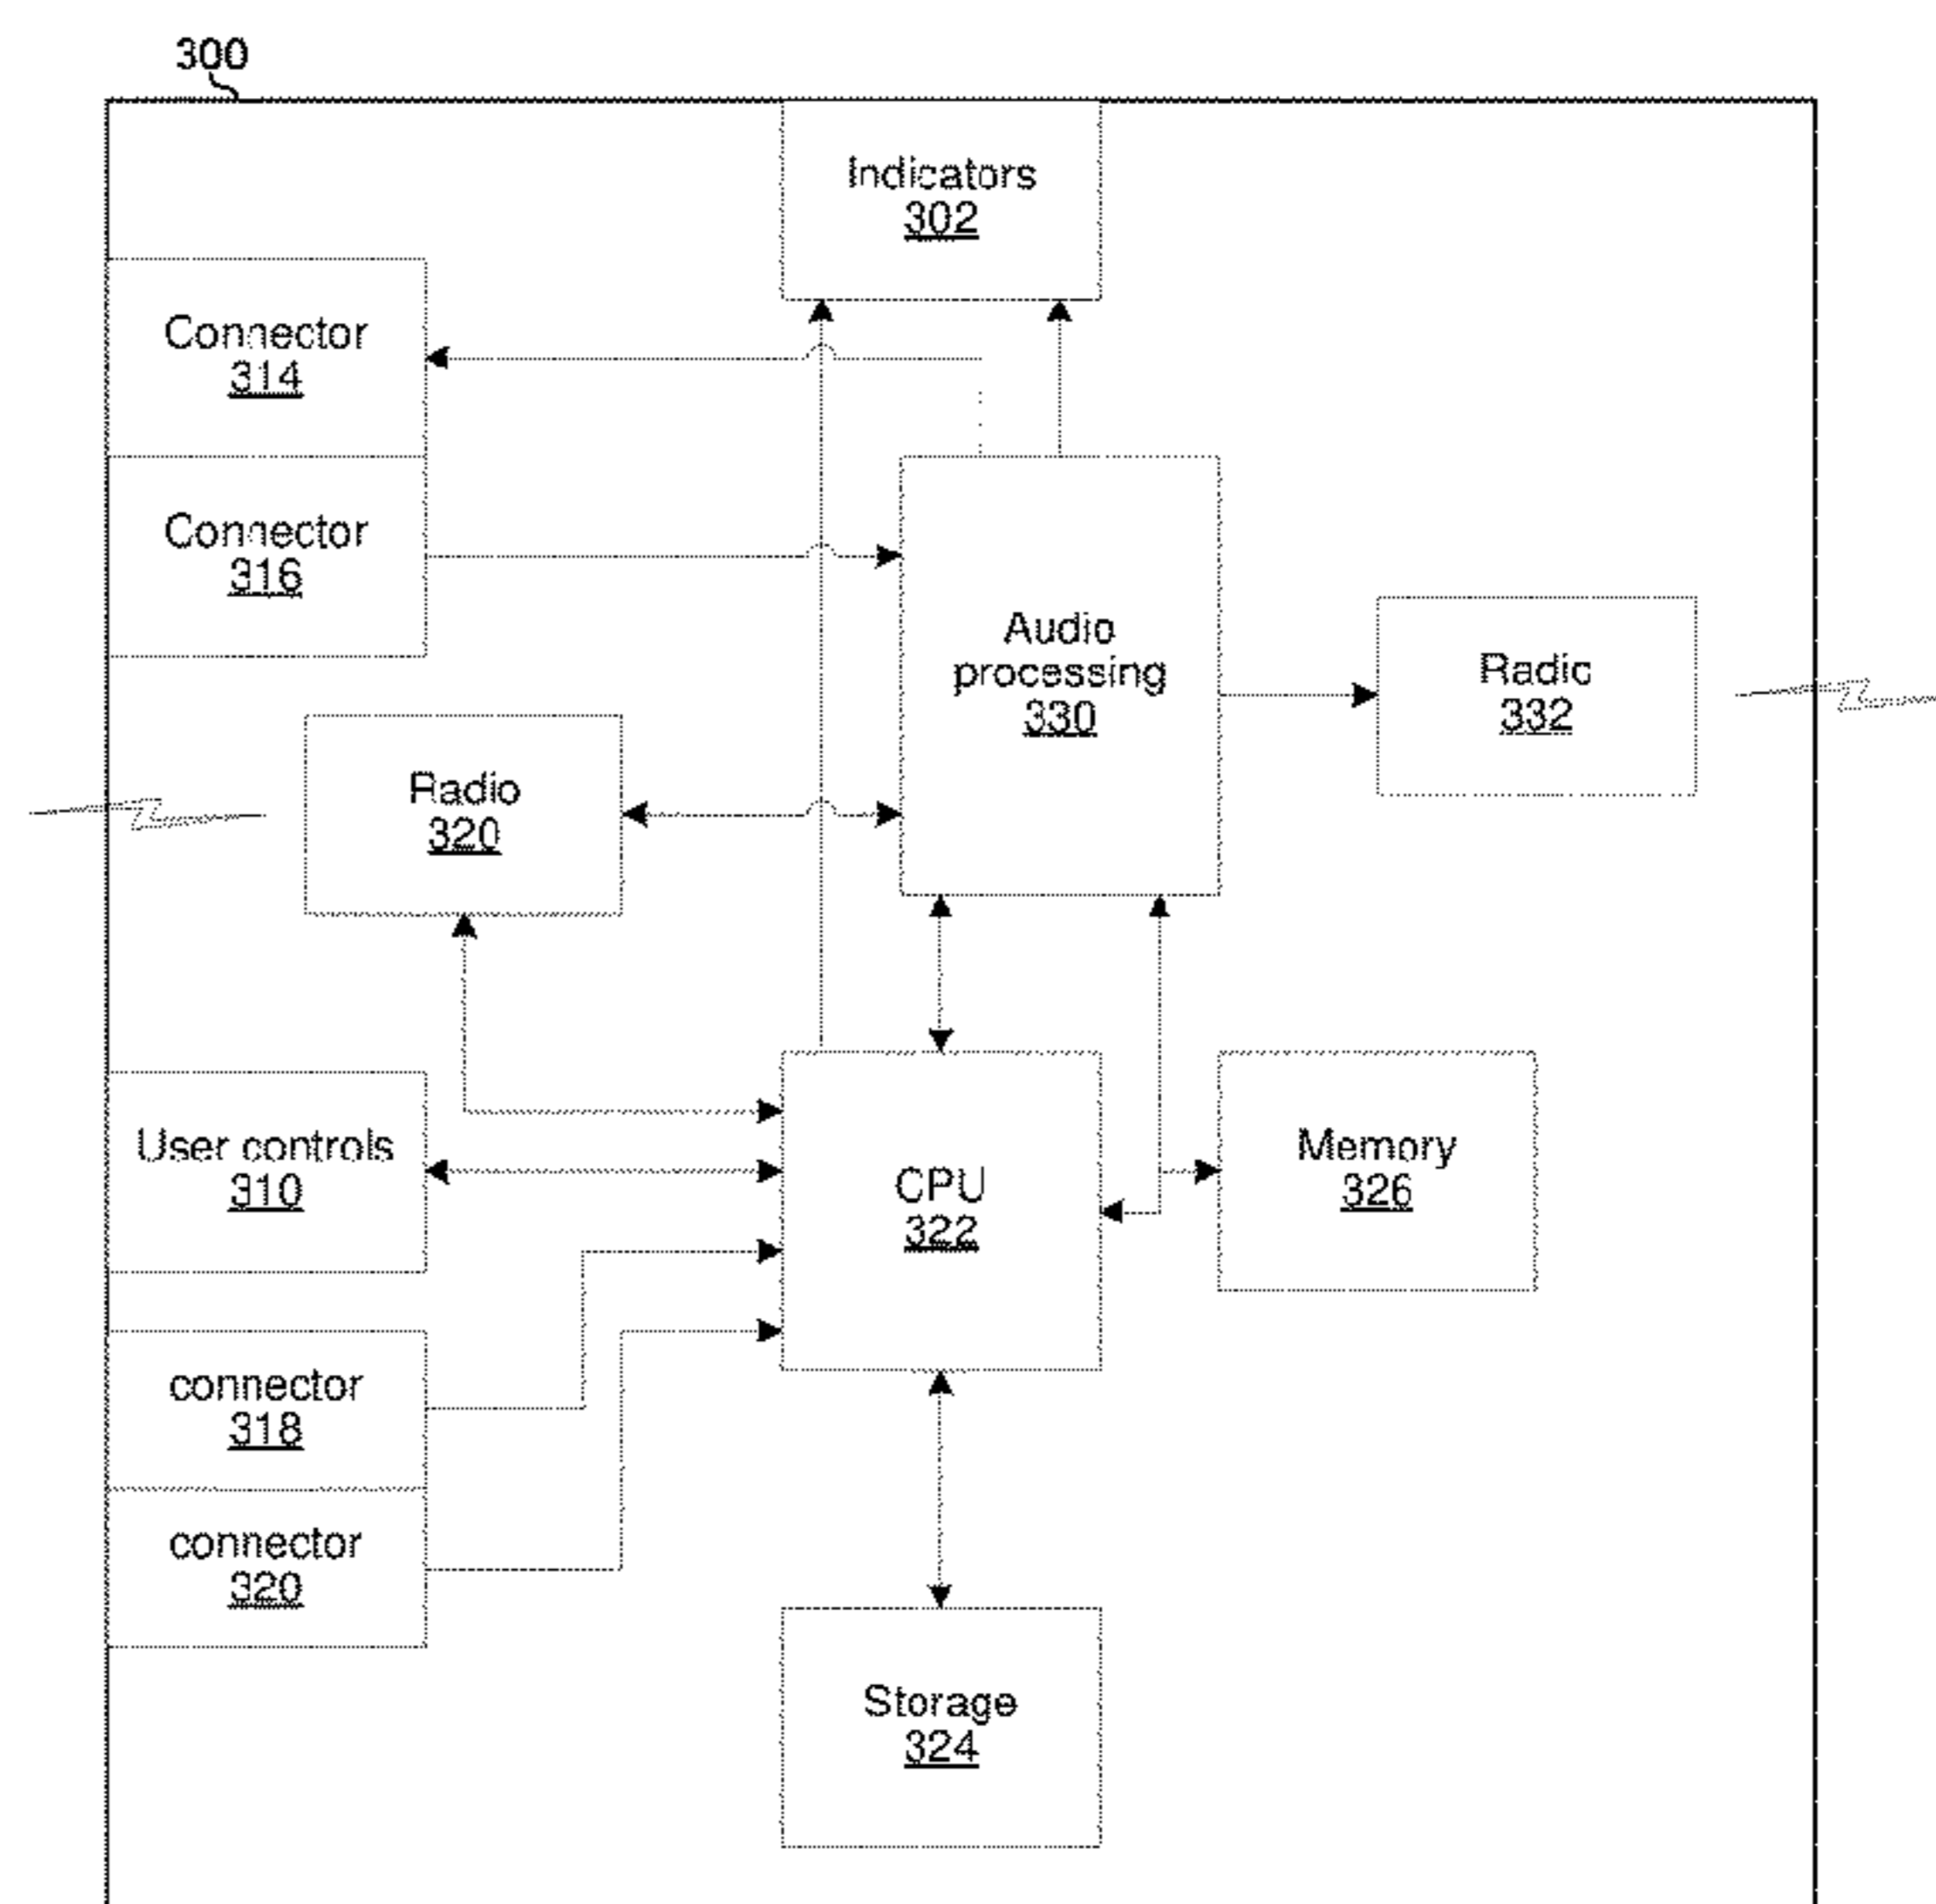 300
Indicators
302
Connector
314
Connector
316
Audio
processing
330
Radio
332
Radio
320
User controls
310
CPU
322
Memory
326
connector
318
connector
320
Storage
324